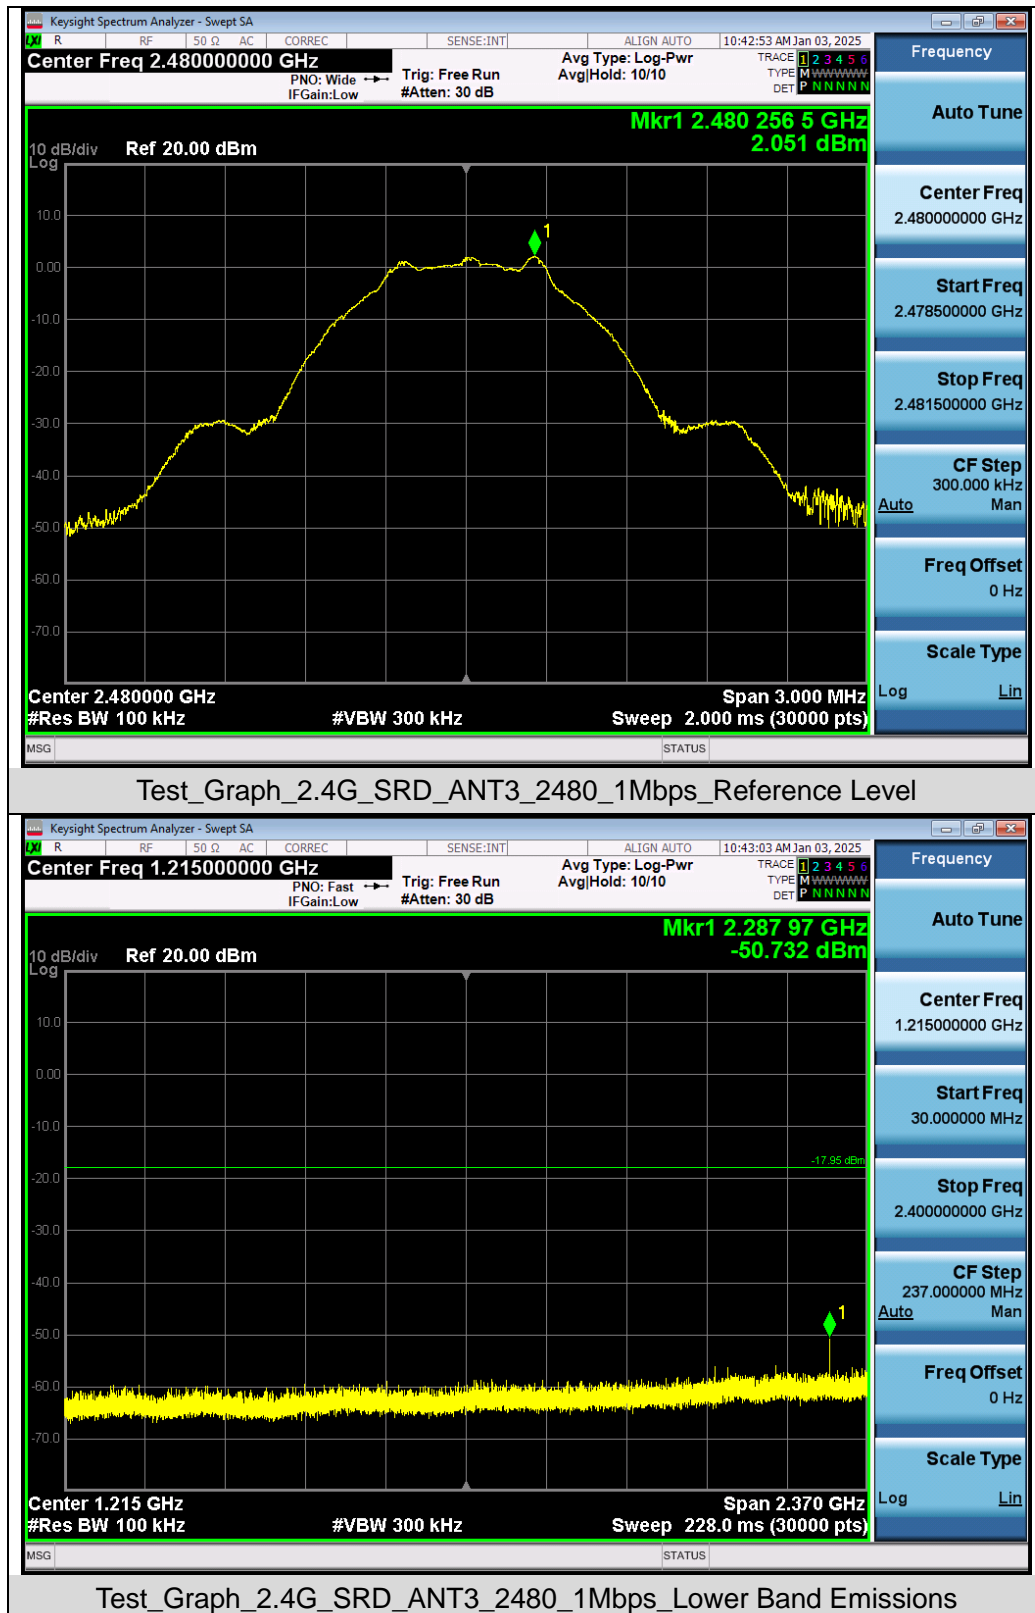 Keysight Spectrum Analyzer - Swept SA
LXI R RF 50 Ω AC CORREC SENSE:INT ALIGN AUTO 10:42:53 AM Jan 03, 2025
Center Freq 2.480000000 GHz
PNO: Wide
IFGain:Low
Trig: Free Run
#Atten: 30 dB
Avg Type: Log-Pwr
Avg|Hold: 10/10
TRACE 1 2 3 4 5 6
TYPE M WWWWW
DET P N N N N N
Mkr1 2.480 256 5 GHz
2.051 dBm
10 dB/div Ref 20.00 dBm
Log
10.0
0.00
-10.0
-20.0
-30.0
-40.0
-50.0
-60.0
-70.0
1
Center 2.480000 GHz Span 3.000 MHz
#Res BW 100 kHz #VBW 300 kHz Sweep 2.000 ms (30000 pts)
MSG STATUS
Frequency
Auto Tune
Center Freq
2.480000000 GHz
Start Freq
2.478500000 GHz
Stop Freq
2.481500000 GHz
CF Step
300.000 kHz
Auto Man
Freq Offset
0 Hz
Scale Type
Log Lin
Test_Graph_2.4G_SRD_ANT3_2480_1Mbps_Reference Level
Keysight Spectrum Analyzer - Swept SA
LXI R RF 50 Ω AC CORREC SENSE:INT ALIGN AUTO 10:43:03 AM Jan 03, 2025
Center Freq 1.215000000 GHz
PNO: Fast
IFGain:Low
Trig: Free Run
#Atten: 30 dB
Avg Type: Log-Pwr
Avg|Hold: 10/10
TRACE 1 2 3 4 5 6
TYPE M WWWWW
DET P N N N N N
Mkr1 2.287 97 GHz
-50.732 dBm
10 dB/div Ref 20.00 dBm
Log
10.0
0.00
-10.0
-20.0
-30.0
-40.0
-50.0
-60.0
-70.0
-17.95 dBm
1
Center 1.215 GHz Span 2.370 GHz
#Res BW 100 kHz #VBW 300 kHz Sweep 228.0 ms (30000 pts)
MSG STATUS
Frequency
Auto Tune
Center Freq
1.215000000 GHz
Start Freq
30.000000 MHz
Stop Freq
2.400000000 GHz
CF Step
237.000000 MHz
Auto Man
Freq Offset
0 Hz
Scale Type
Log Lin
Test_Graph_2.4G_SRD_ANT3_2480_1Mbps_Lower Band Emissions